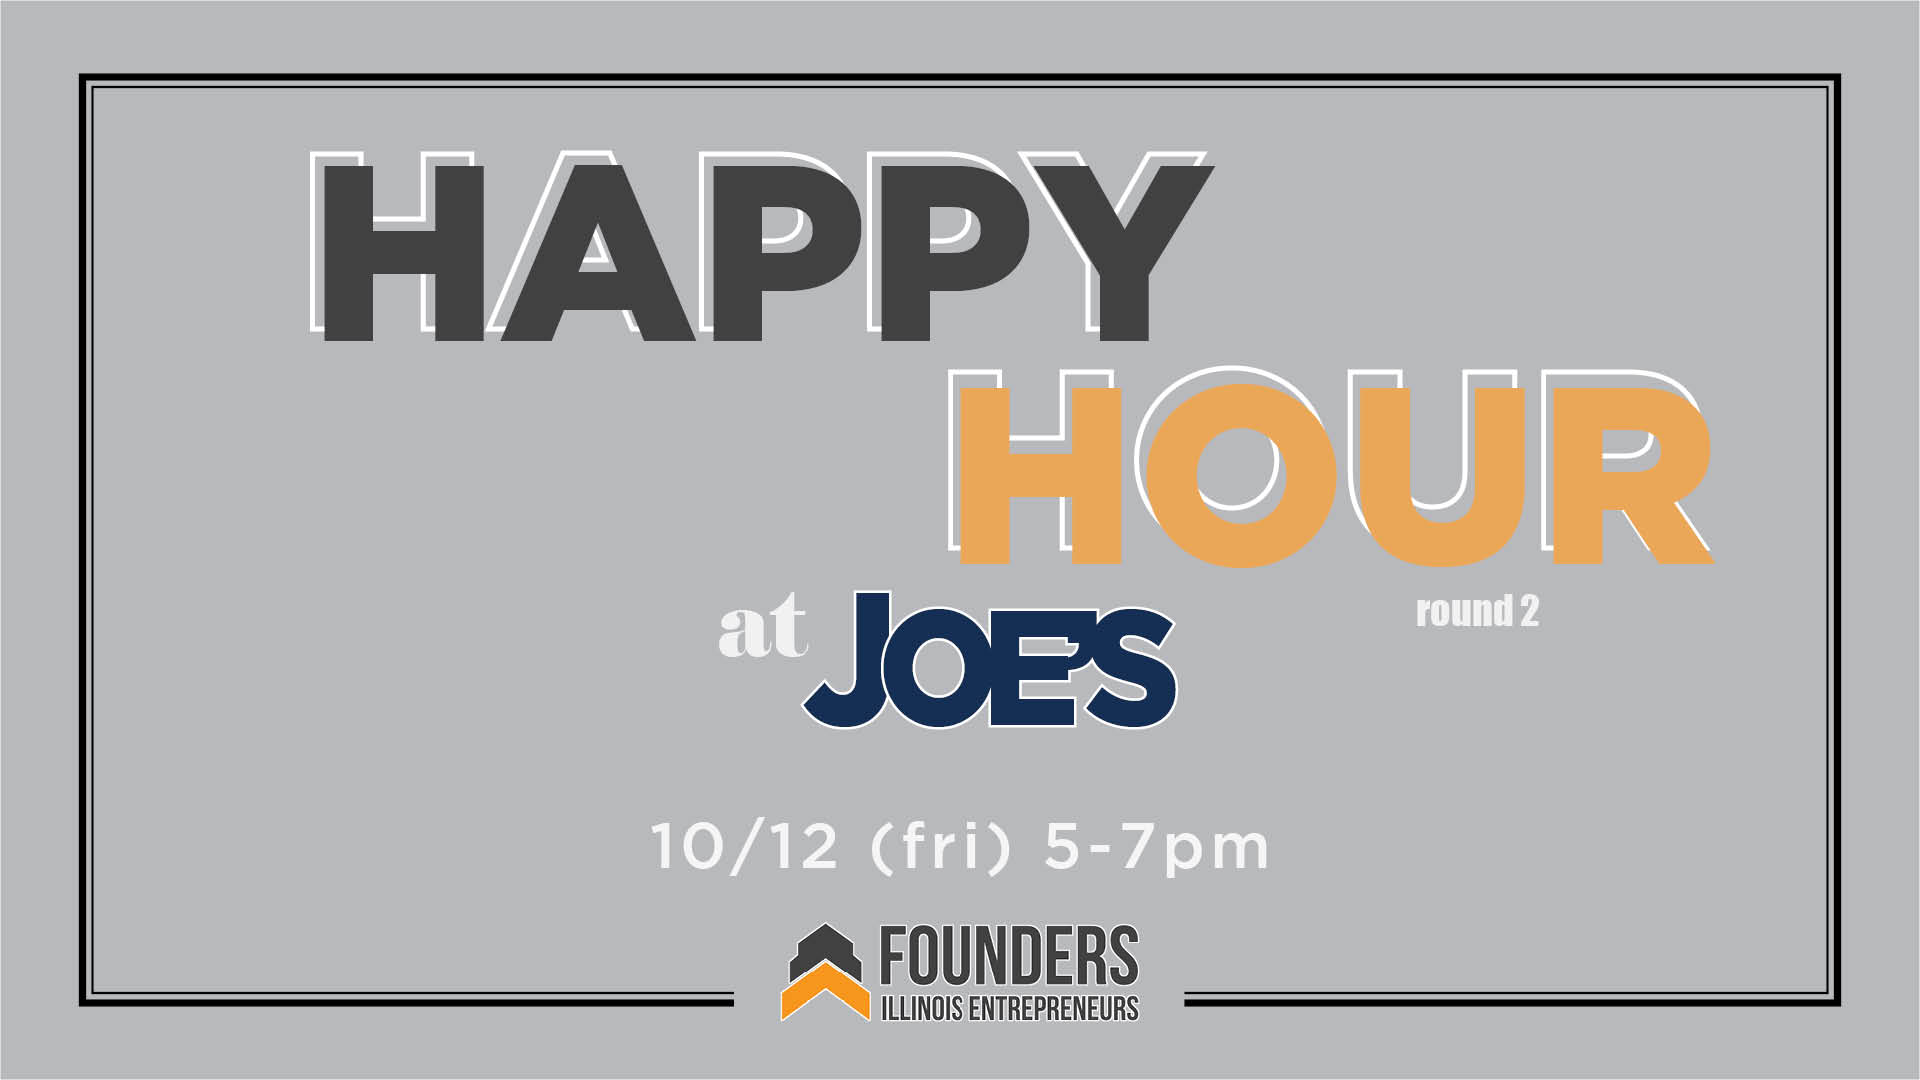 HAPPY
HOUR
round 2
at JOE'S
10/12 (fri) 5-7pm
FOUNDERS
ILLINOIS ENTREPRENEURS